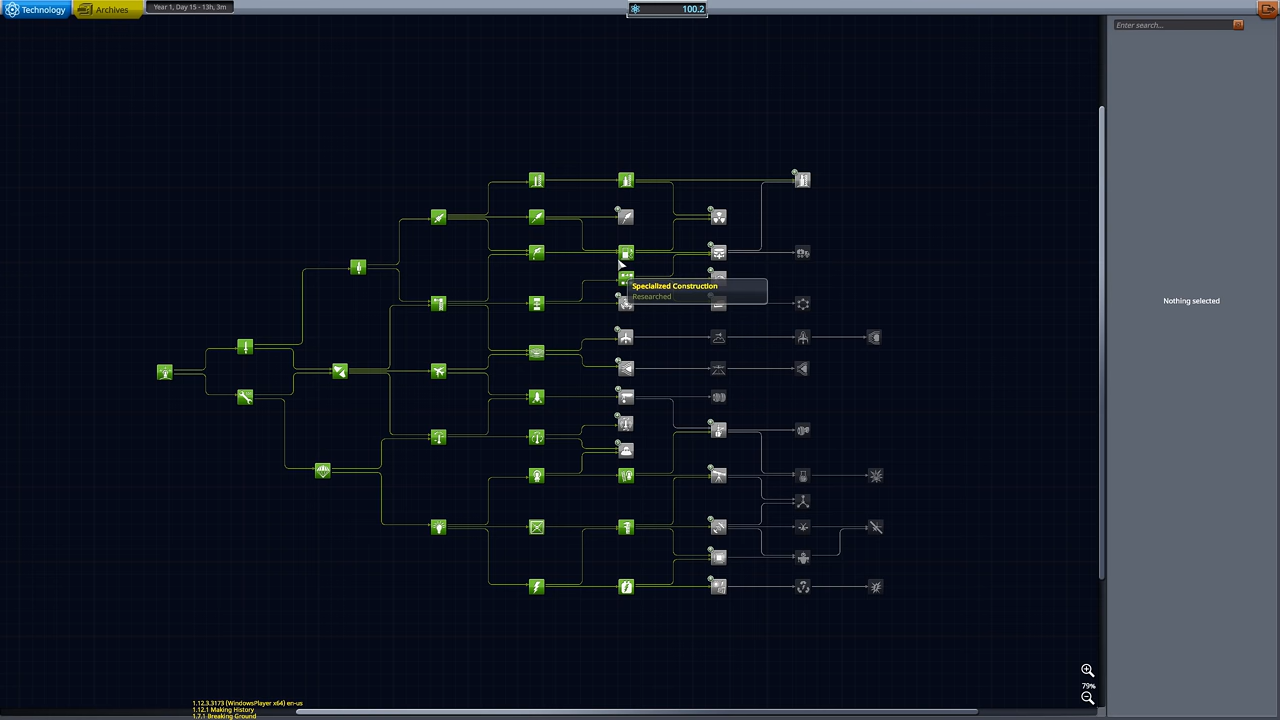 Technology
Archives
Year 1, Day 15 - 13h, 3m
100.2
Enter search...
Specialized Construction
Researched
Nothing selected
79%
1.12.3.3173 (WindowsPlayer x64) en-us
1.12.1 Making History
1.7.1 Breaking Ground